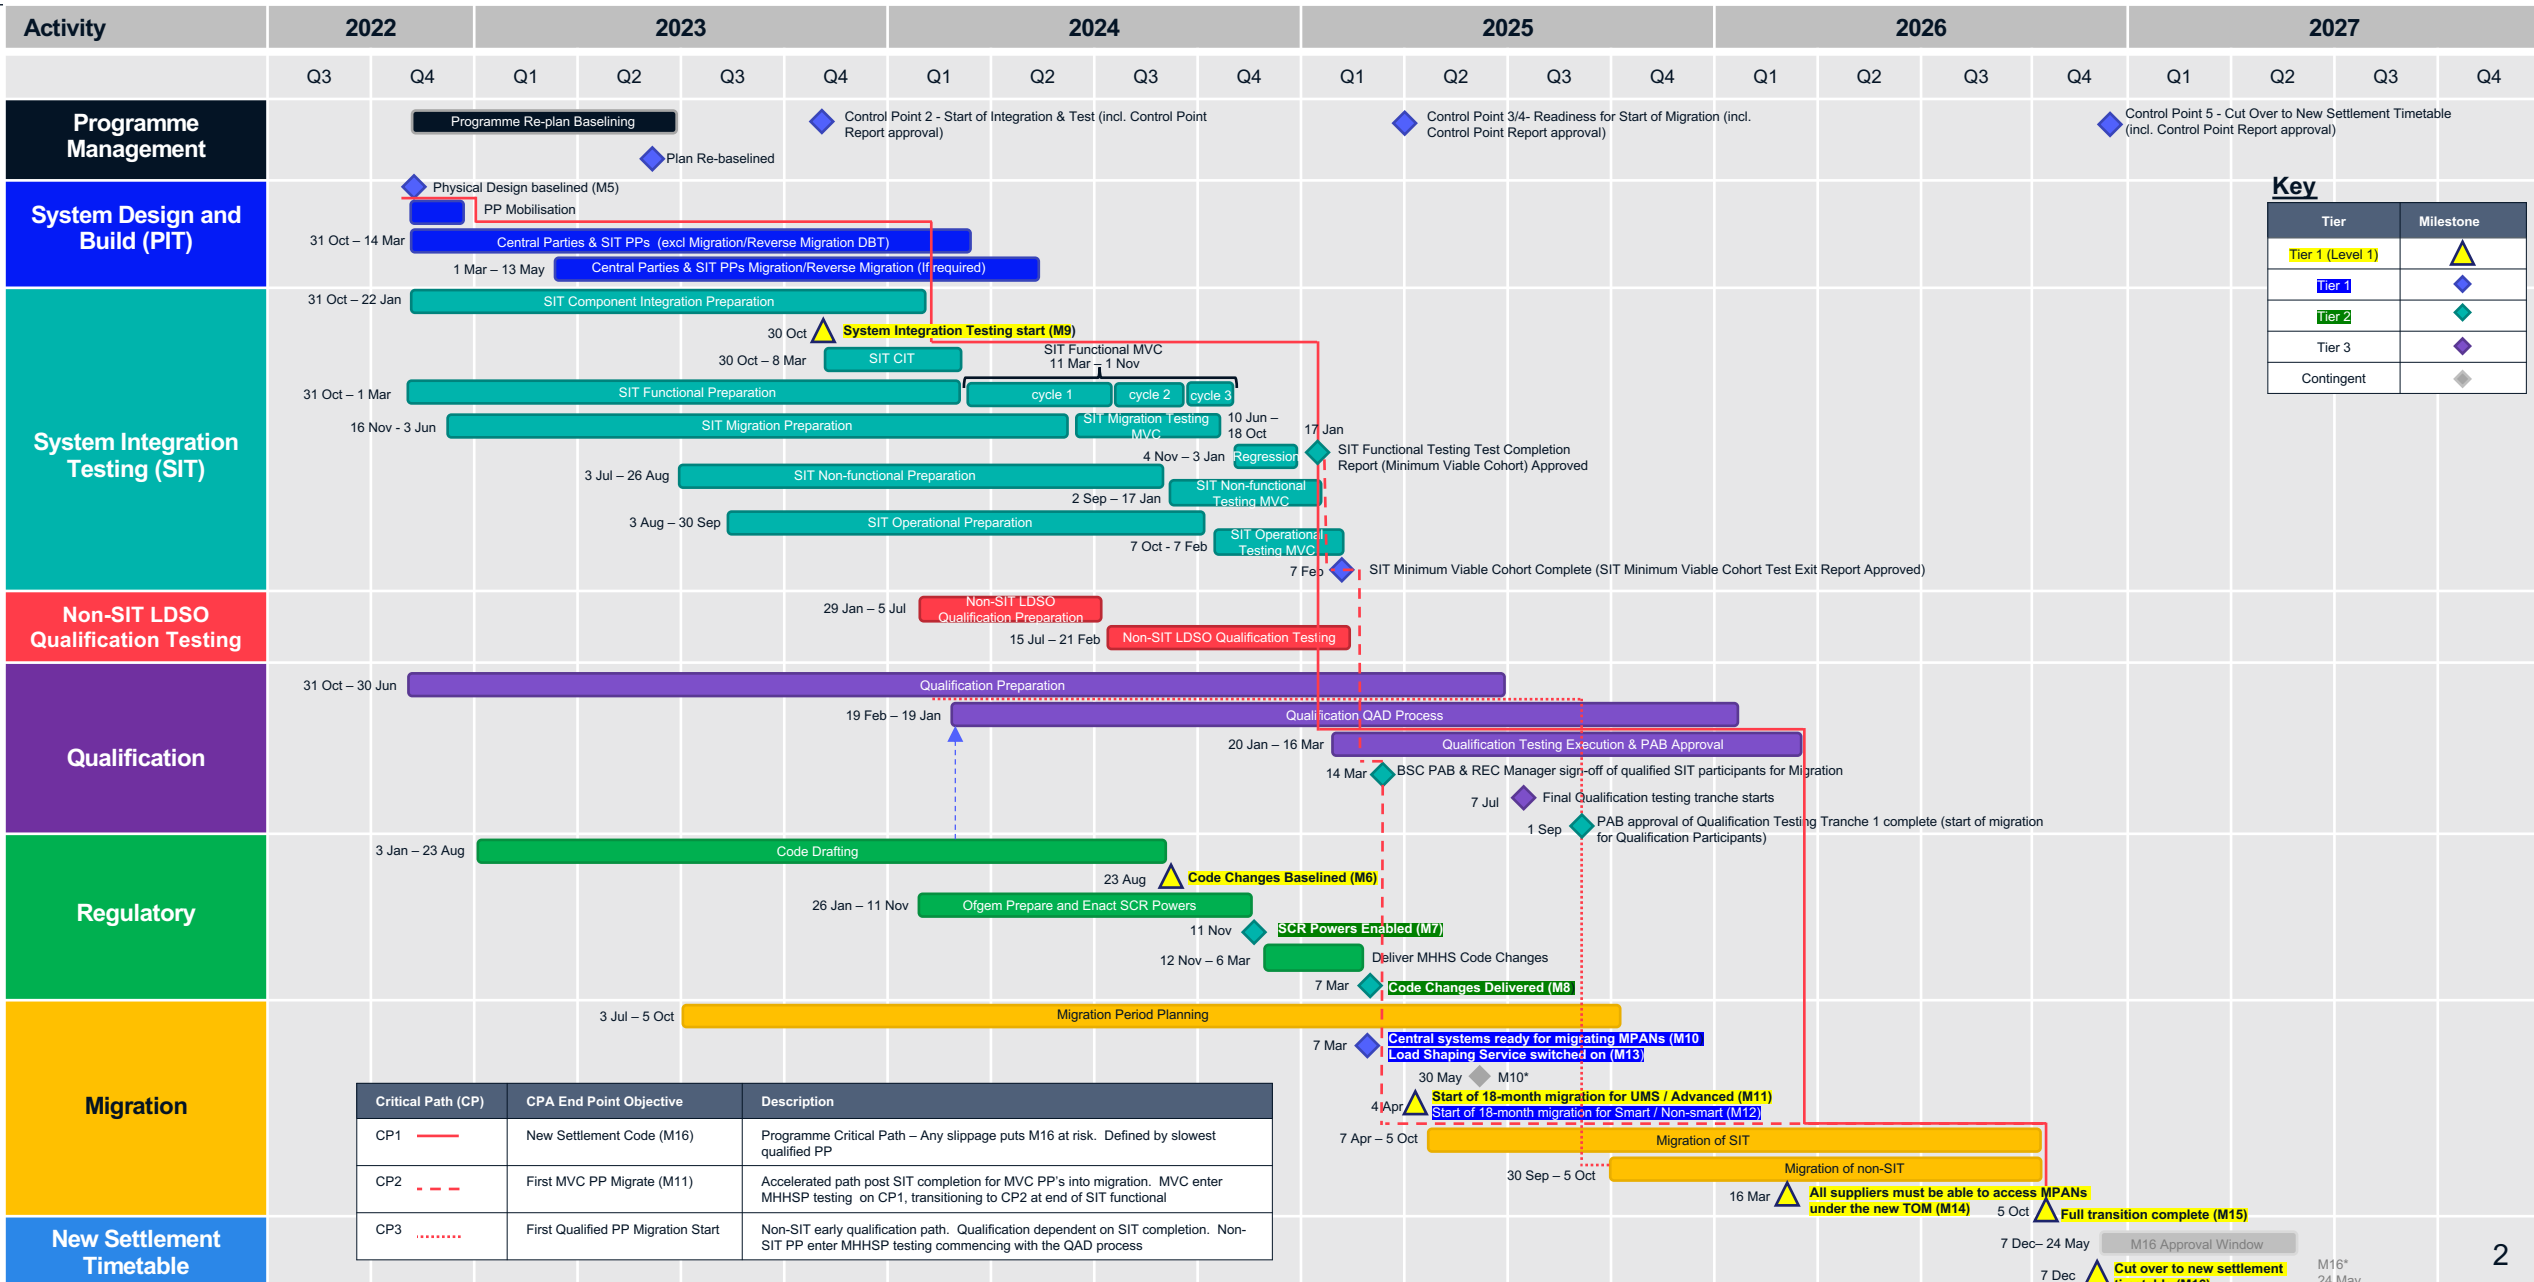 Activity
2022
2023
2024
2025
2026
2027
Q3
Q4
Q1
Q2
Q3
Q4
Q1
Q2
Q3
Q4
Q1
Q2
Q3
Q4
Q1
Q2
Q3
Q4
Q1
Q2
Q3
Q4
Programme
Management
Programme Re-plan Baselining
Plan Re-baselined
Control Point 2 - Start of Integration & Test (incl. Control Point
Report approval)
Control Point 3/4- Readiness for Start of Migration (incl.
Control Point Report approval)
Control Point 5 - Cut Over to New Settlement Timetable
(incl. Control Point Report approval)
Key
Tier
Milestone
Tier 1 (Level 1)
Tier 1
Tier 2
Tier 3
Contingent
System Design and
Build (PIT)
Physical Design baselined (M5)
PP Mobilisation
31 Oct – 14 Mar
Central Parties & SIT PPs  (excl Migration/Reverse Migration DBT)
1 Mar – 13 May
Central Parties & SIT PPs Migration/Reverse Migration (If required)
System Integration
Testing (SIT)
31 Oct – 22 Jan
SIT Component Integration Preparation
30 Oct
System Integration Testing start (M9)
30 Oct – 8 Mar
SIT CIT
SIT Functional MVC
11 Mar – 1 Nov
31 Oct – 1 Mar
SIT Functional Preparation
cycle 1
cycle 2
cycle 3
16 Nov - 3 Jun
SIT Migration Preparation
SIT Migration Testing
MVC
10 Jun –
18 Oct
17 Jan
4 Nov – 3 Jan
Regression
SIT Functional Testing Test Completion
Report (Minimum Viable Cohort) Approved
3 Jul – 26 Aug
SIT Non-functional Preparation
2 Sep – 17 Jan
SIT Non-functional
Testing MVC
3 Aug – 30 Sep
SIT Operational Preparation
7 Oct - 7 Feb
SIT Operational
Testing MVC
7 Feb
SIT Minimum Viable Cohort Complete (SIT Minimum Viable Cohort Test Exit Report Approved)
Non-SIT LDSO
Qualification Testing
29 Jan – 5 Jul
Non-SIT LDSO
Qualification Preparation
15 Jul – 21 Feb
Non-SIT LDSO Qualification Testing
Qualification
31 Oct – 30 Jun
Qualification Preparation
19 Feb – 19 Jan
Qualification QAD Process
20 Jan – 16 Mar
Qualification Testing Execution & PAB Approval
14 Mar
BSC PAB & REC Manager sign-off of qualified SIT participants for Migration
7 Jul
Final Qualification testing tranche starts
1 Sep
PAB approval of Qualification Testing Tranche 1 complete (start of migration
for Qualification Participants)
Regulatory
3 Jan – 23 Aug
Code Drafting
23 Aug
Code Changes Baselined (M6)
26 Jan – 11 Nov
Ofgem Prepare and Enact SCR Powers
11 Nov
SCR Powers Enabled (M7)
12 Nov – 6 Mar
Deliver MHHS Code Changes
7 Mar
Code Changes Delivered (M8
Migration
3 Jul – 5 Oct
Migration Period Planning
7 Mar
Central systems ready for migrating MPANs (M10
Load Shaping Service switched on (M13)
30 May
M10*
4 Apr
Start of 18-month migration for UMS / Advanced (M11)
Start of 18-month migration for Smart / Non-smart (M12)
7 Apr – 5 Oct
Migration of SIT
30 Sep – 5 Oct
Migration of non-SIT
16 Mar
All suppliers must be able to access MPANs
under the new TOM (M14)
5 Oct
Full transition complete (M15)
Critical Path (CP)
CPA End Point Objective
Description
CP1
New Settlement Code (M16)
Programme Critical Path – Any slippage puts M16 at risk.  Defined by slowest
qualified PP
CP2
First MVC PP Migrate (M11)
Accelerated path post SIT completion for MVC PP's into migration.  MVC enter
MHHSP testing  on CP1, transitioning to CP2 at end of SIT functional
CP3
First Qualified PP Migration Start
Non-SIT early qualification path.  Qualification dependent on SIT completion.  Non-
SIT PP enter MHHSP testing commencing with the QAD process
New Settlement
Timetable
7 Dec– 24 May
M16 Approval Window
7 Dec
Cut over to new settlement
timetable (M16)
M16*
24 May
2